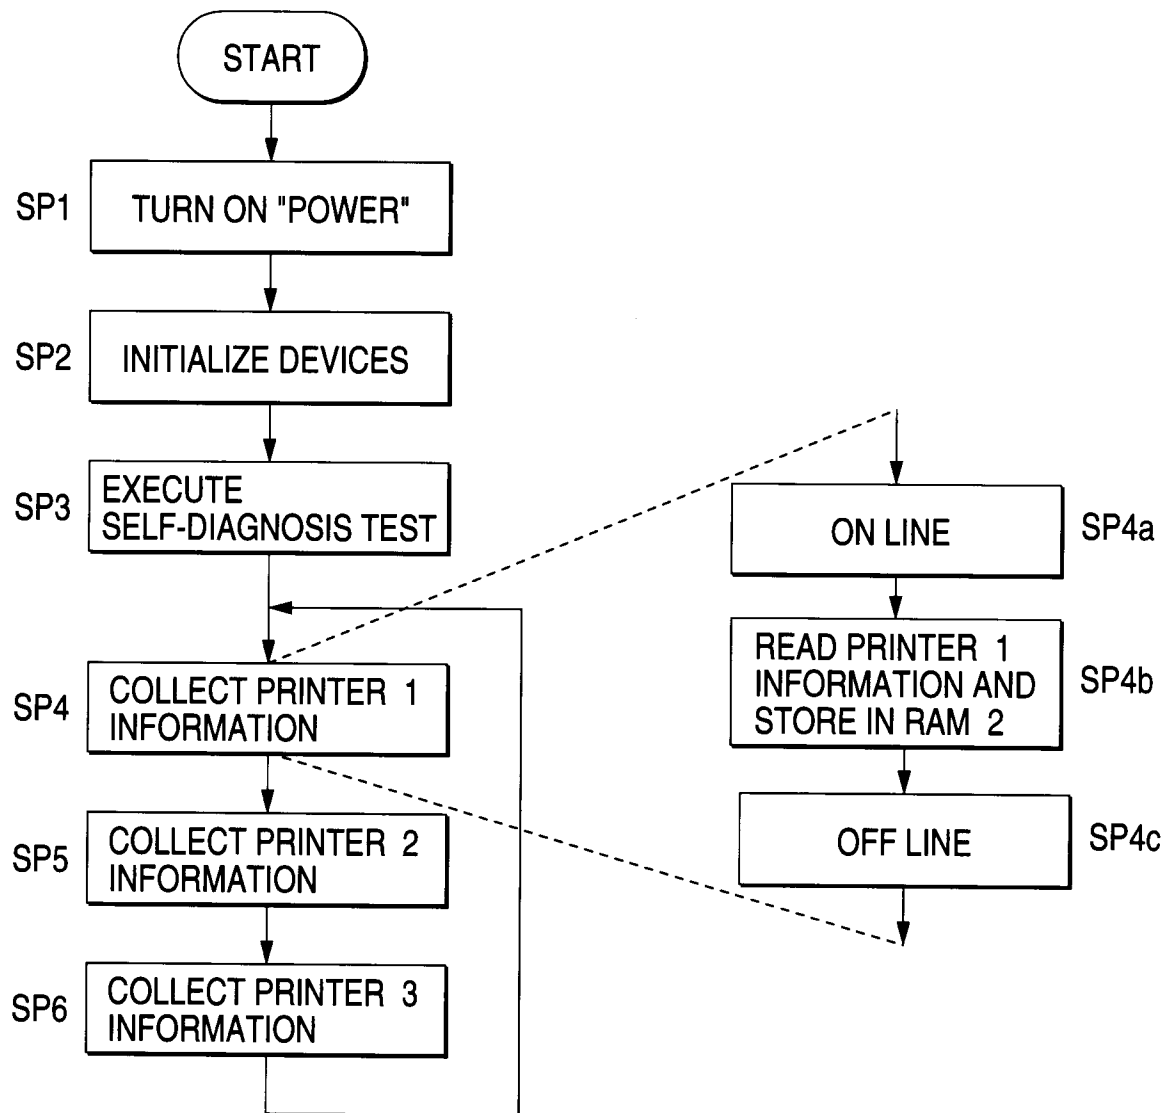 START
SP1
TURN ON "POWER"
SP2
INITIALIZE DEVICES
SP3
EXECUTE
SELF-DIAGNOSIS TEST
SP4
COLLECT PRINTER 1
INFORMATION
SP5
COLLECT PRINTER 2
INFORMATION
SP6
COLLECT PRINTER 3
INFORMATION
ON LINE
SP4a
READ PRINTER 1
INFORMATION AND
STORE IN RAM 2
SP4b
OFF LINE
SP4c